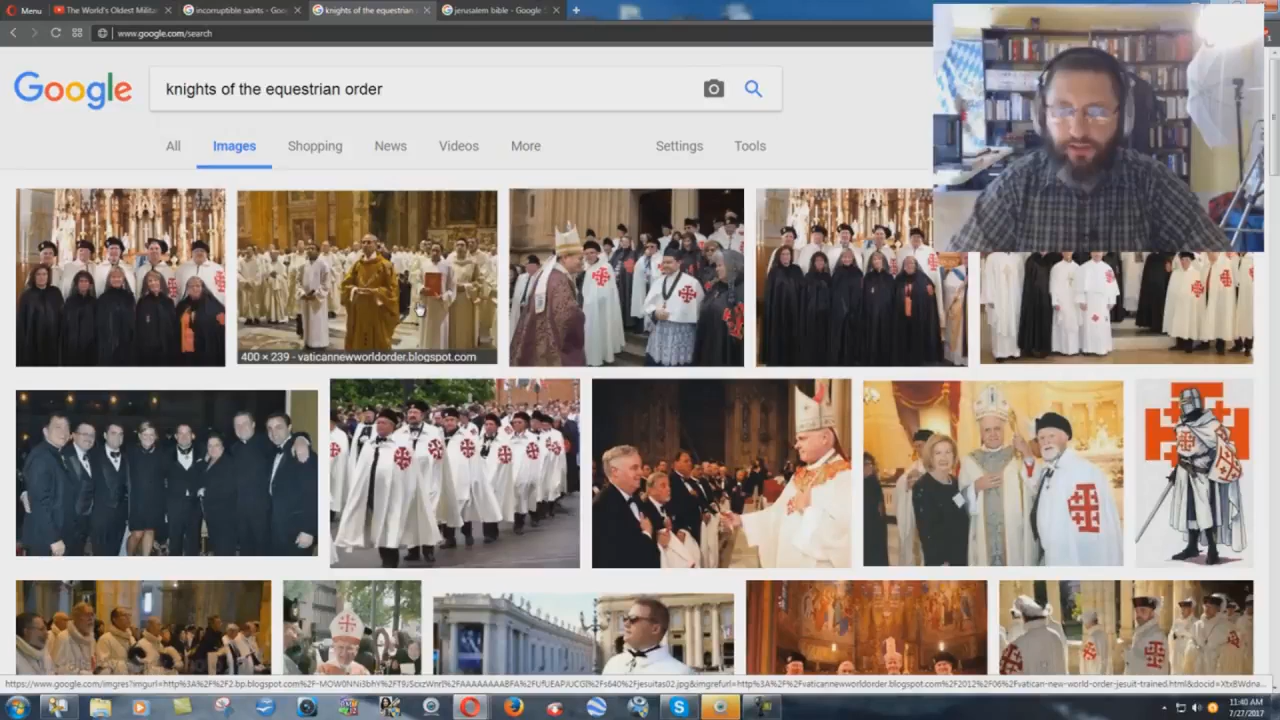 Menu
The World's Oldest Milit
incorruptible saints - Goo
knights of the equestrian
jerusalem bible - Google
www.google.com/search
Google
knights of the equestrian order
All
Images
Shopping
News
Videos
More
Settings
Tools
400 × 239 - vaticannewworldorder.blogspot.com
11:40 AM
7/27/2017